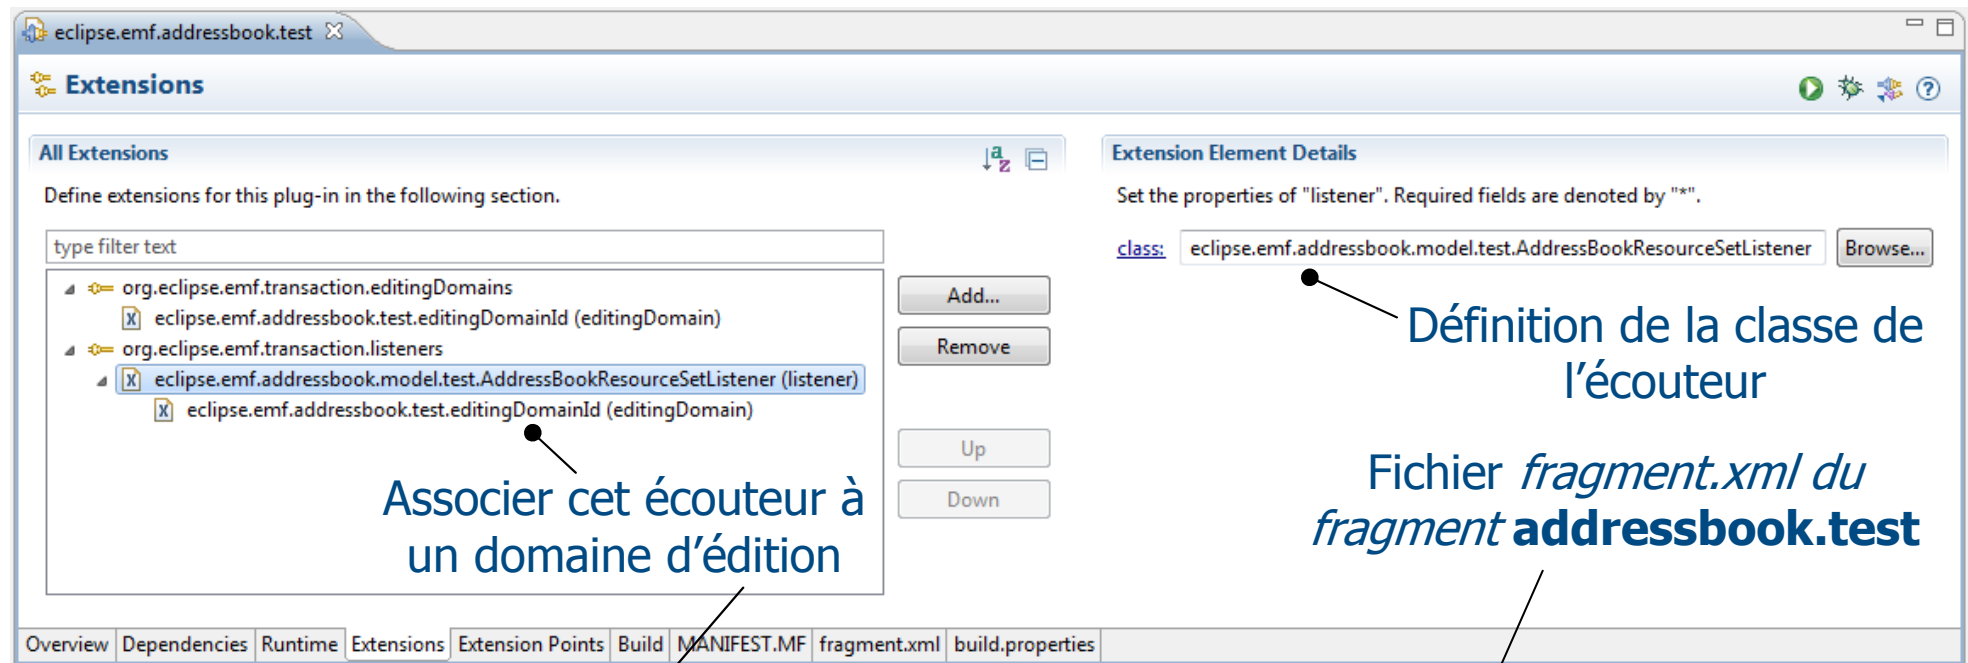 eclipse.emf.addressbook.test
Extensions
All Extensions
Define extensions for this plug-in in the following section.
type filter text
org.eclipse.emf.transaction.editingDomains
eclipse.emf.addressbook.test.editingDomainId (editingDomain)
org.eclipse.emf.transaction.listeners
eclipse.emf.addressbook.model.test.AddressBookResourceSetListener (listener)
eclipse.emf.addressbook.test.editingDomainId (editingDomain)
Add...
Remove
Up
Down
Associer cet écouteur à
un domaine d’édition
Extension Element Details
Set the properties of "listener". Required fields are denoted by "*".
class: eclipse.emf.addressbook.model.test.AddressBookResourceSetListener Browse...
Définition de la classe de
l’écouteur
Fichier fragment.xml du
fragment addressbook.test
Overview Dependencies Runtime Extensions Extension Points Build MANIFEST.MF fragment.xml build.properties